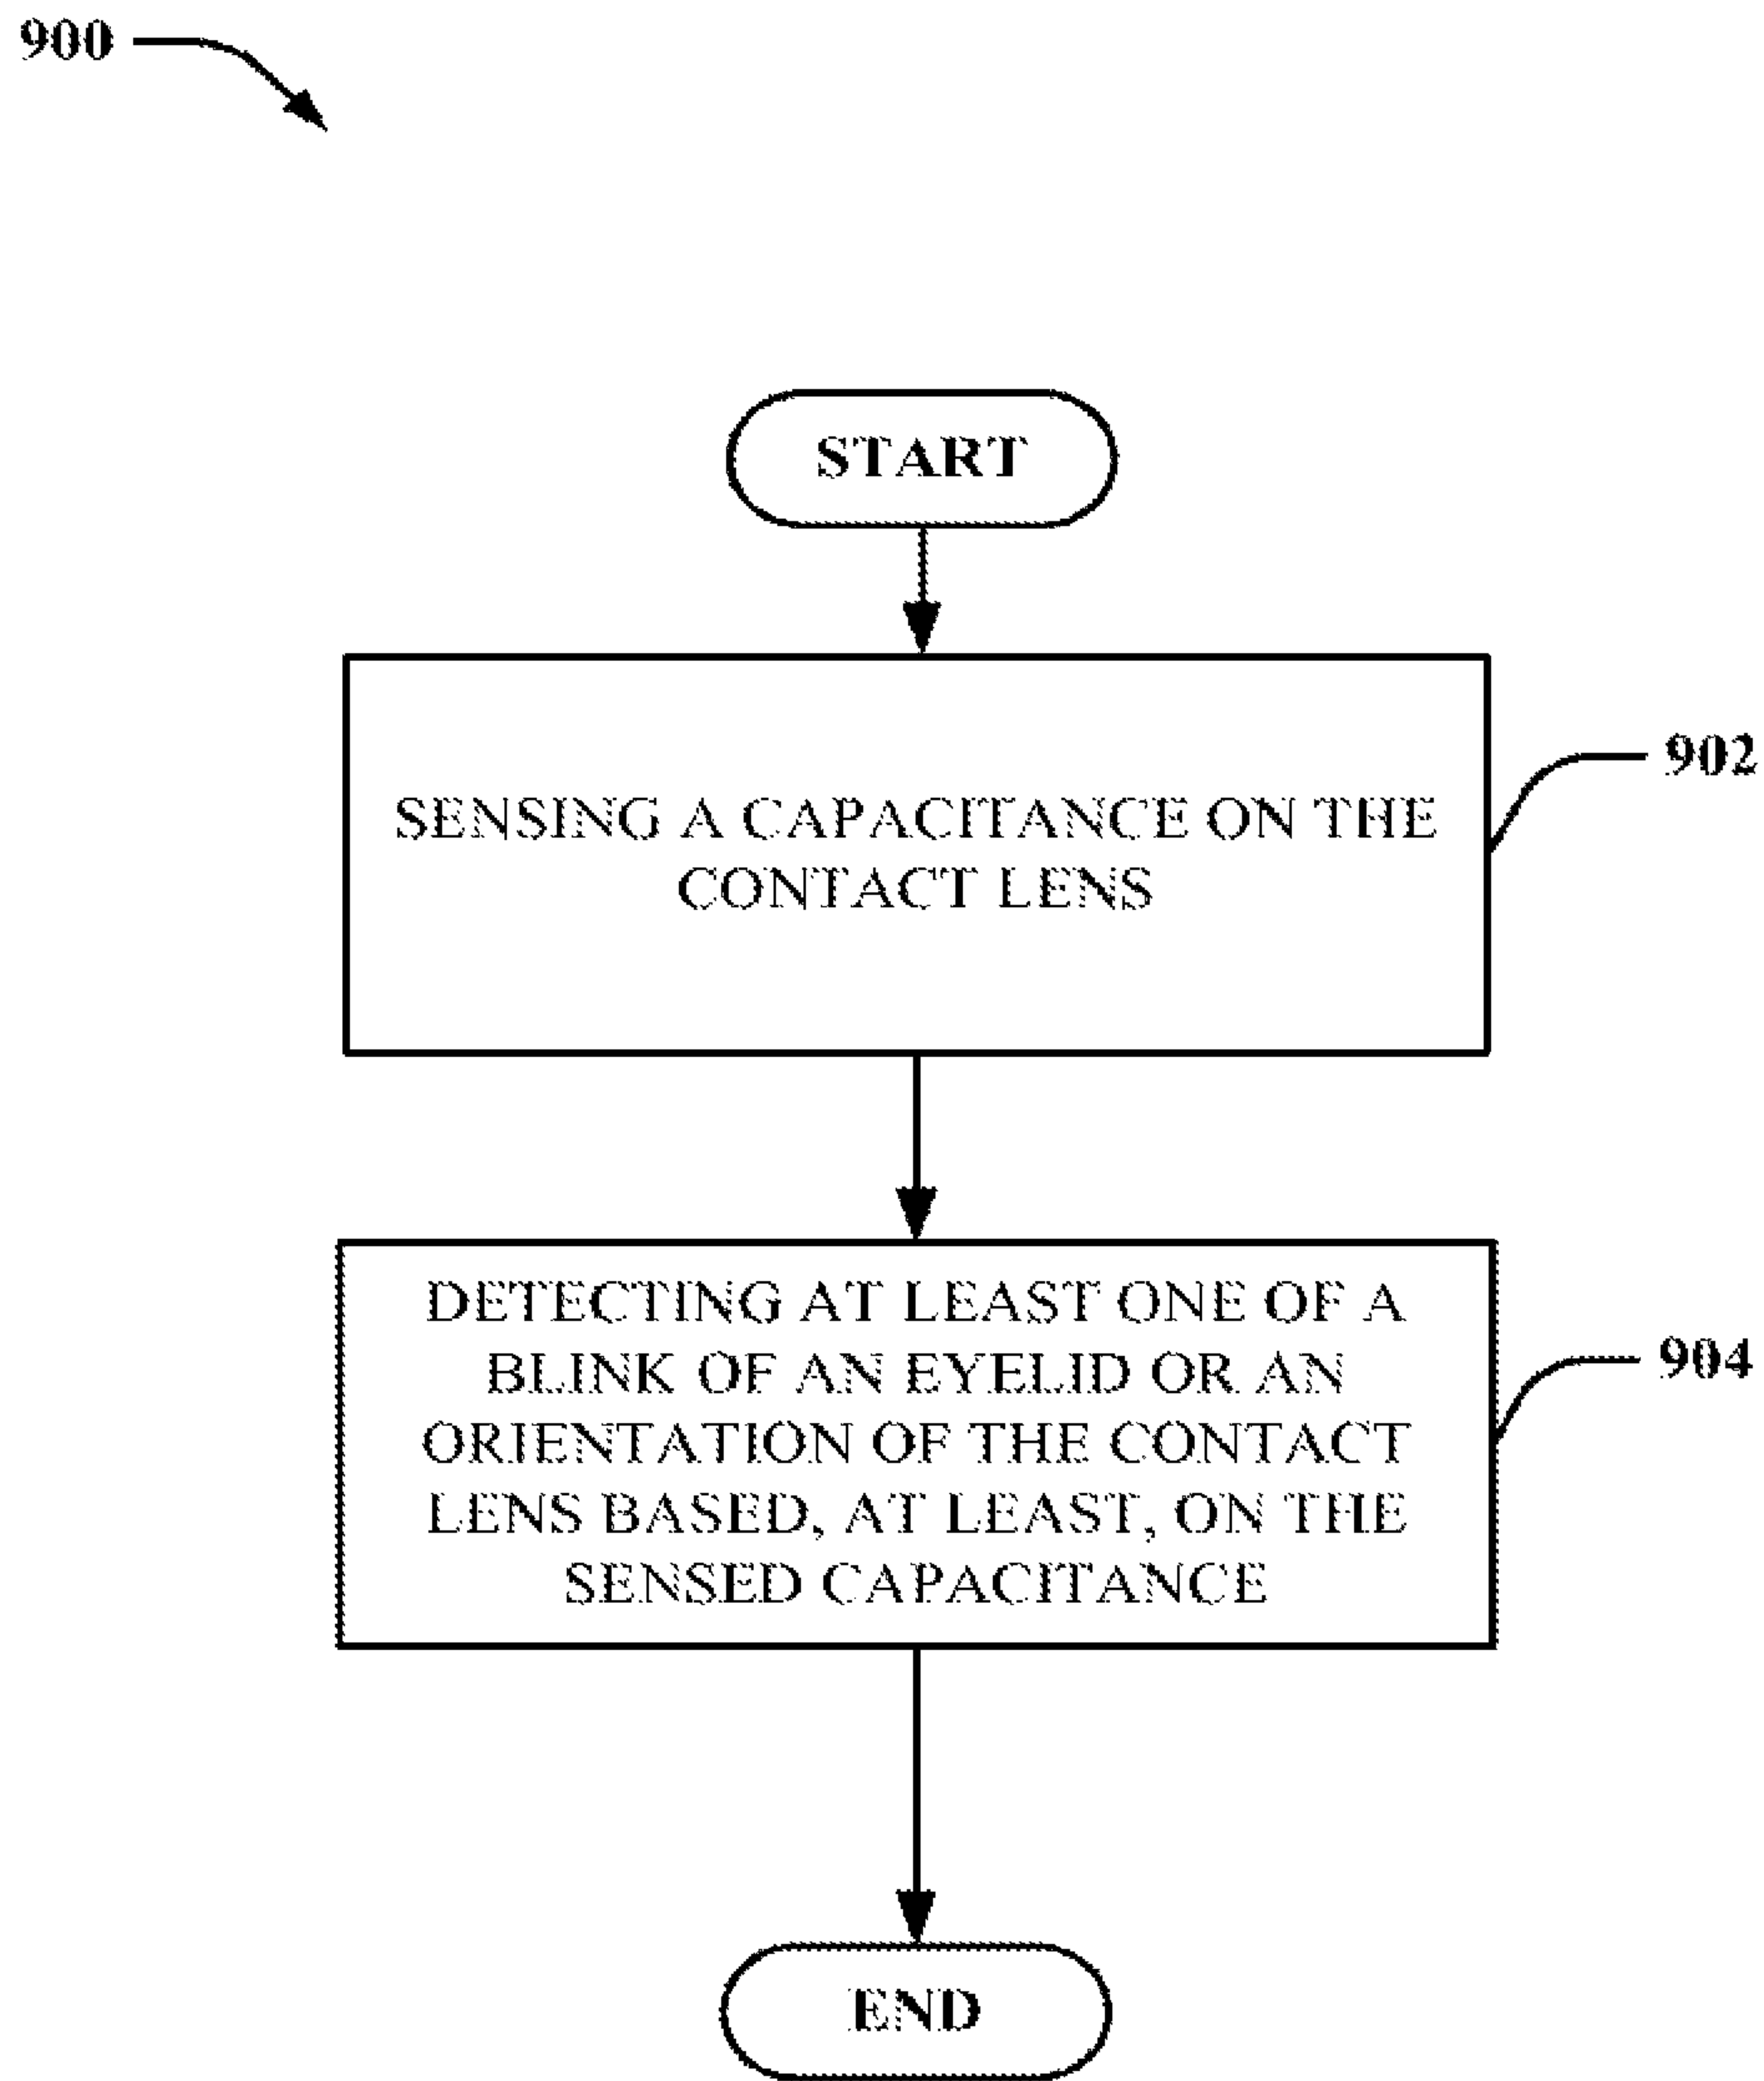 900
START
SENSING A CAPACITANCE ON THE
CONTACT LENS
902
DETECTING AT LEAST ONE OF A
BLINK OF AN EYELID OR AN
ORIENTATION OF THE CONTACT
LENS BASED, AT LEAST, ON THE
SENSED CAPACITANCE
904
END